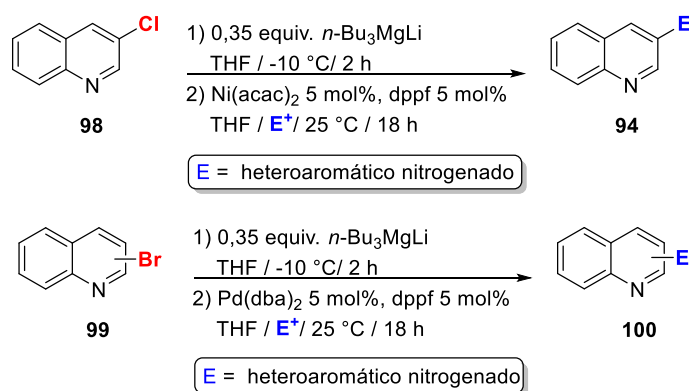 Cl
N
98
1) 0,35 equiv. n-Bu3MgLi
THF / -10 °C/ 2 h
2) Ni(acac)2 5 mol%, dppf 5 mol%
THF / E+/ 25 °C / 18 h
E = heteroaromático nitrogenado
E
N
94
Br
N
99
1) 0,35 equiv. n-Bu3MgLi
THF / -10 °C/ 2 h
2) Pd(dba)2 5 mol%, dppf 5 mol%
THF / E+/ 25 °C / 18 h
E = heteroaromático nitrogenado
E
N
100